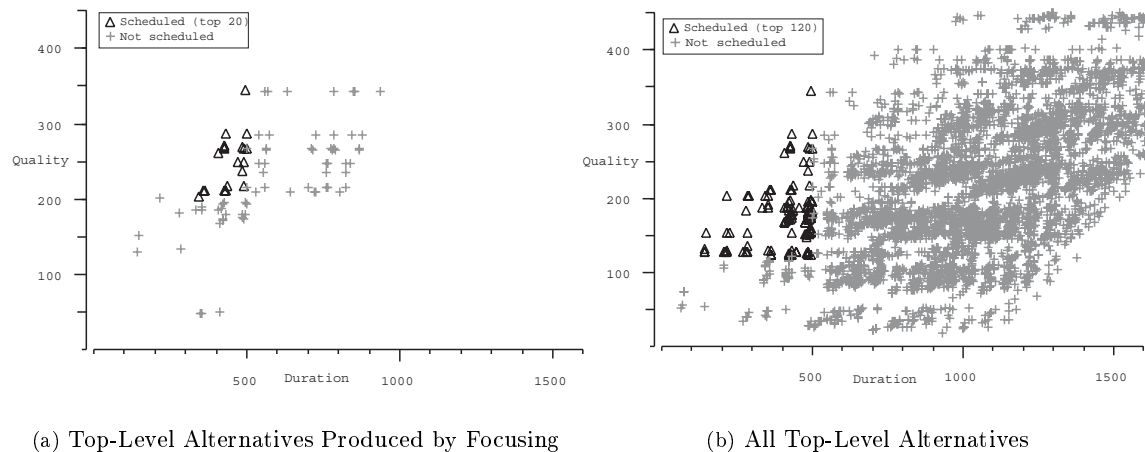 Scheduled (top 20)
Not scheduled
400
300
Quality
200
100
500
Duration
1000
1500
(a) Top-Level Alternatives Produced by Focusing
Scheduled (top 120)
Not scheduled
400
300
Quality
200
100
500
Duration
1000
1500
(b) All Top-Level Alternatives